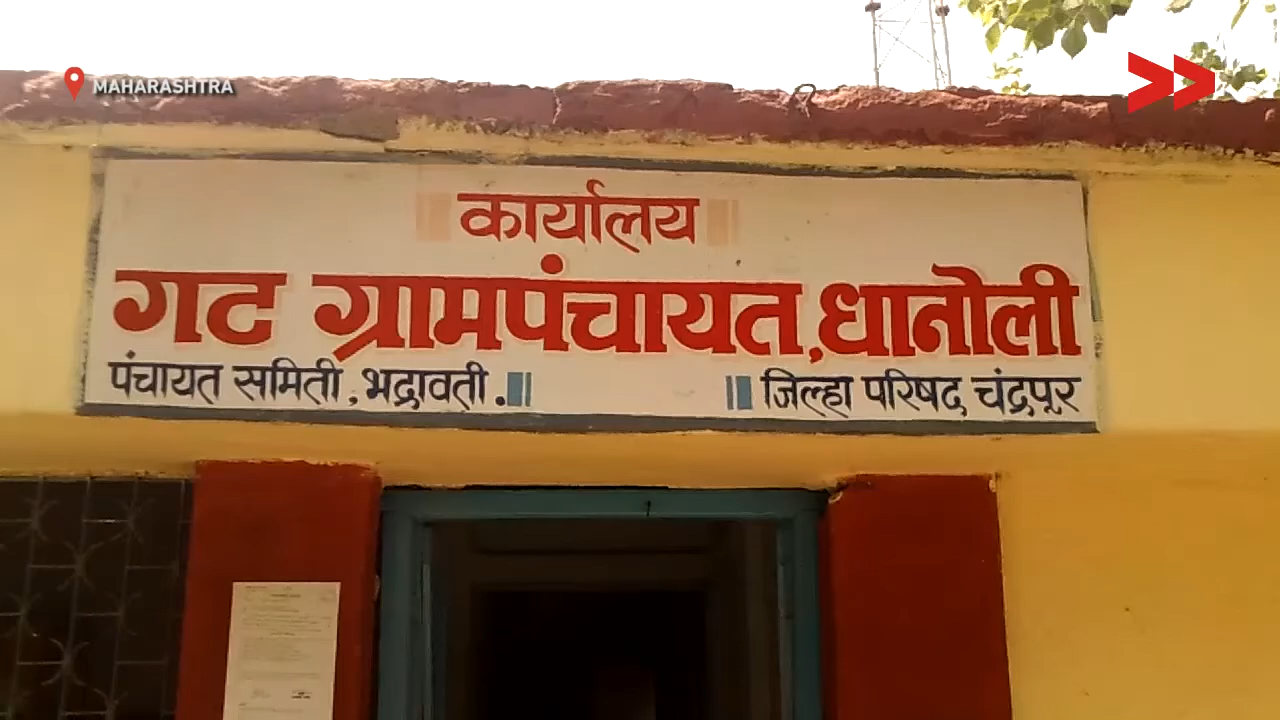 MAHARASHTRA
कार्यालय
गट ग्रामपंचायत, धानोली
पंचायत समिती, भद्रावती. जिल्हा परिषद चंद्रपूर